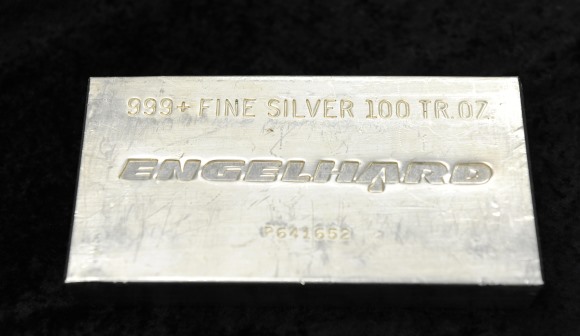 999+ FINE SILVER 100 TR.OZ.
ENGELHARD
P641652